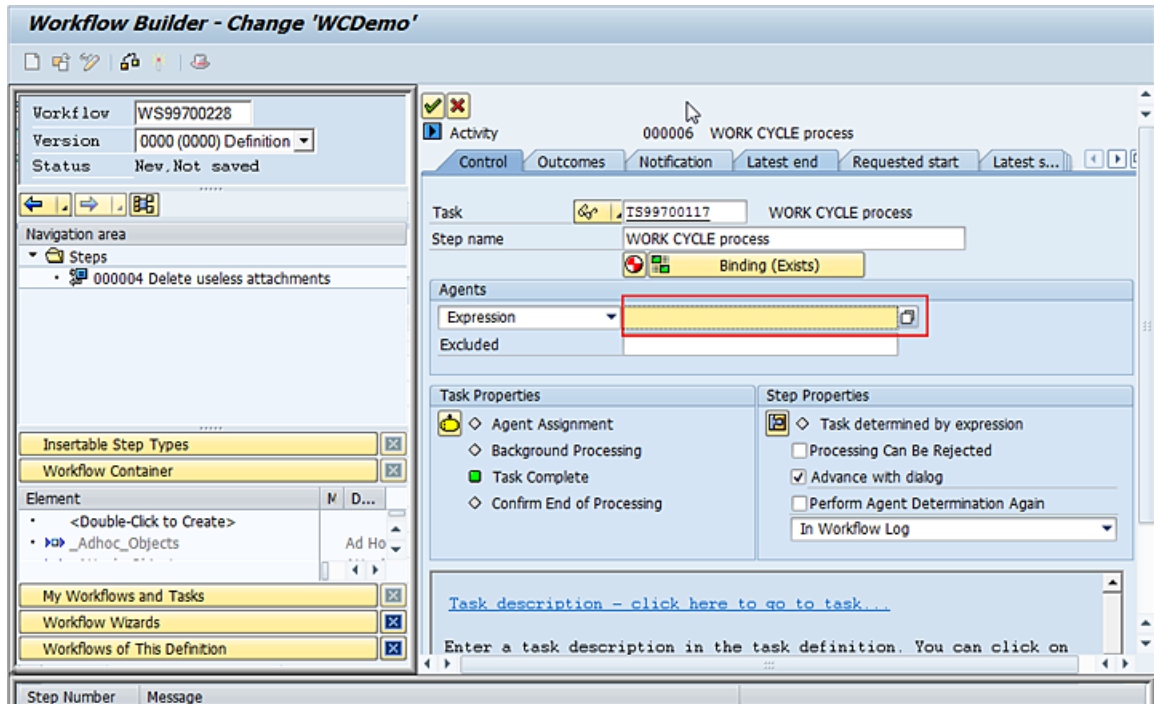 Workflow Builder - Change 'WCDemo'
Workflow WS99700228
Version 0000 (0000) Definition
Status New,Not saved
Navigation area
Steps
000004 Delete useless attachments
Insertable Step Types
Workflow Container
Element M D...
<Double-Click to Create>
_Adhoc_Objects Ad Ho
My Workflows and Tasks
Workflow Wizards
Workflows of This Definition
Activity 000006 WORK CYCLE process
Control Outcomes Notification Latest end Requested start Latest s...
Task TS99700117 WORK CYCLE process
Step name WORK CYCLE process
Binding (Exists)
Agents
Expression
Excluded
Task Properties
Agent Assignment
Background Processing
Task Complete
Confirm End of Processing
Step Properties
Task determined by expression
Processing Can Be Rejected
Advance with dialog
Perform Agent Determination Again
In Workflow Log
Task description - click here to go to task...
Enter a task description in the task definition. You can click on
Step Number Message